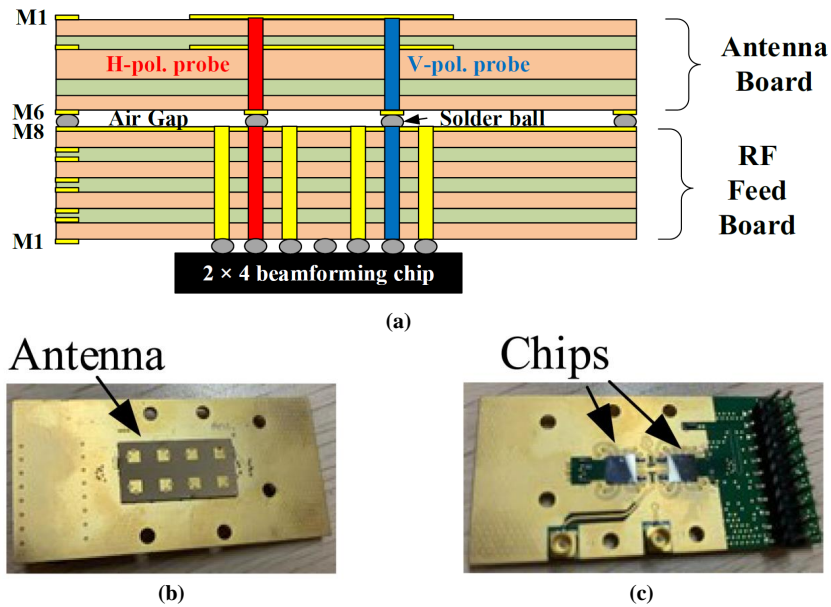 M1
Antenna
Board
H-pol. probe
V-pol. probe
M6
Air Gap
Solder ball
M8
RF
Feed
Board
M1
2 × 4 beamforming chip
(a)
Antenna
Chips
(b)
(c)